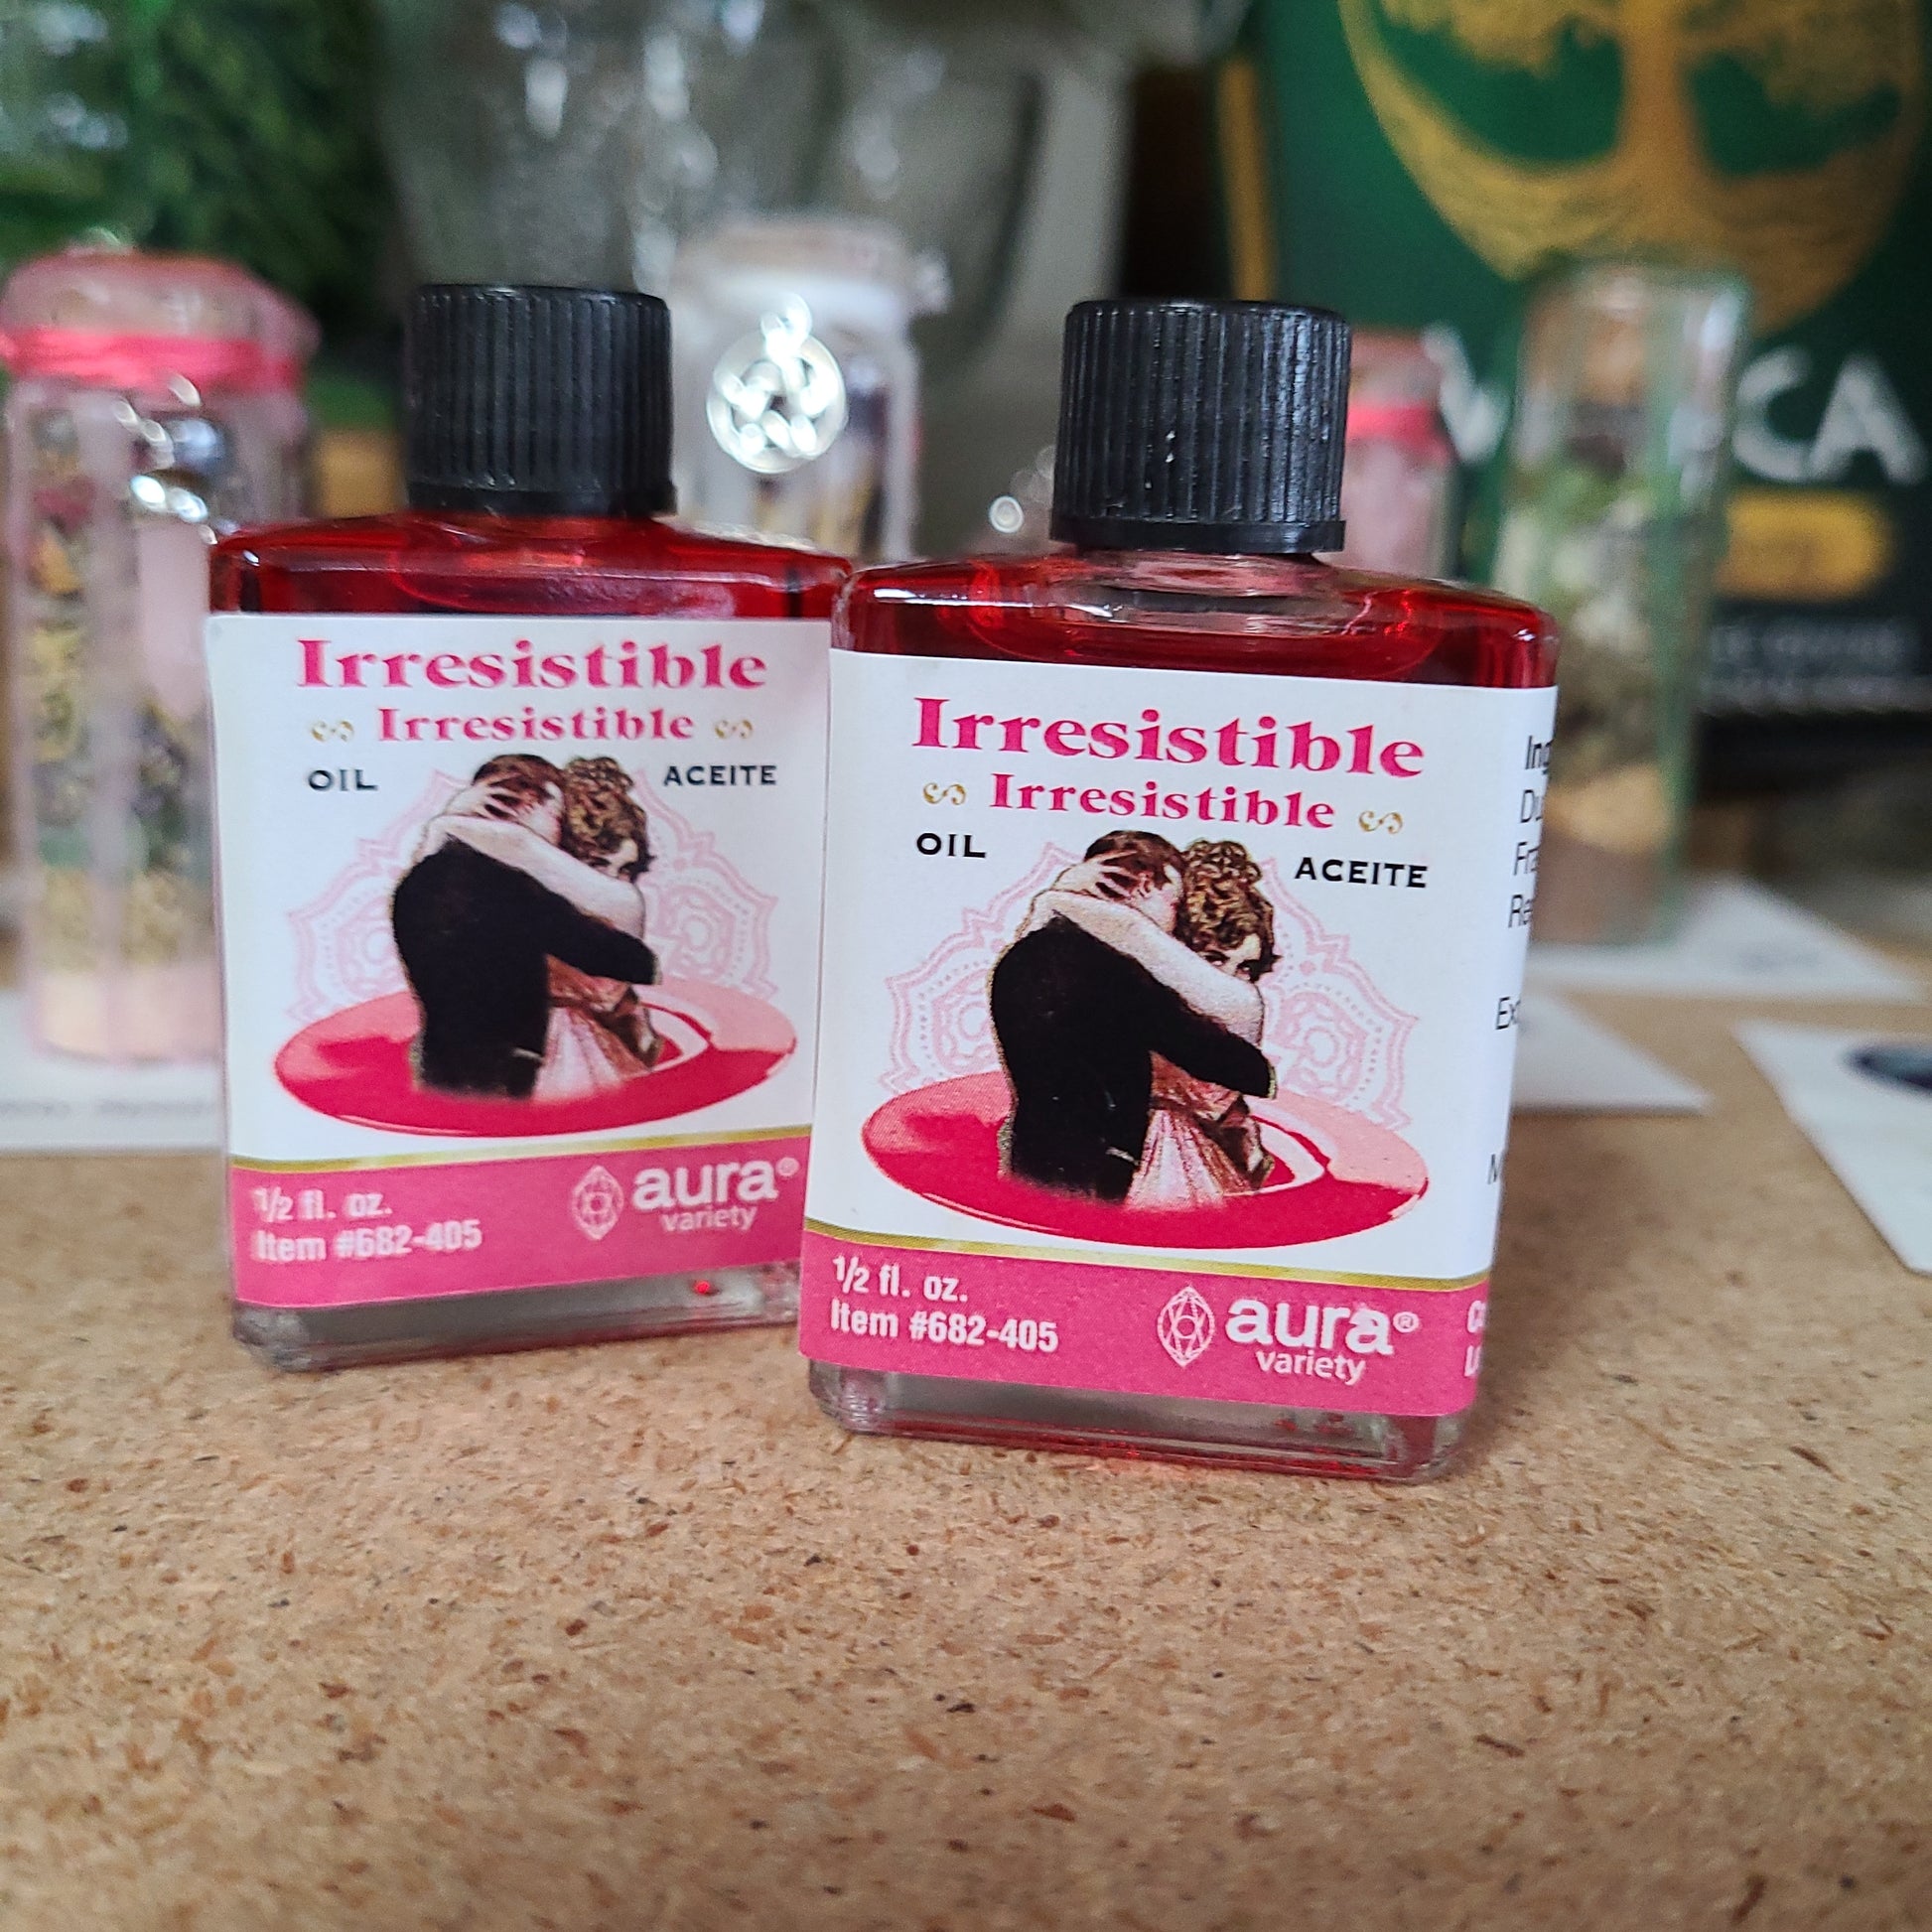 Irresistible
Irresistible
OIL ACEITE
1/2 fl. oz.
Item #682-405
aura®
variety
Irresistible
Irresistible
OIL ACEITE
1/2 fl. oz.
Item #682-405
aura®
variety